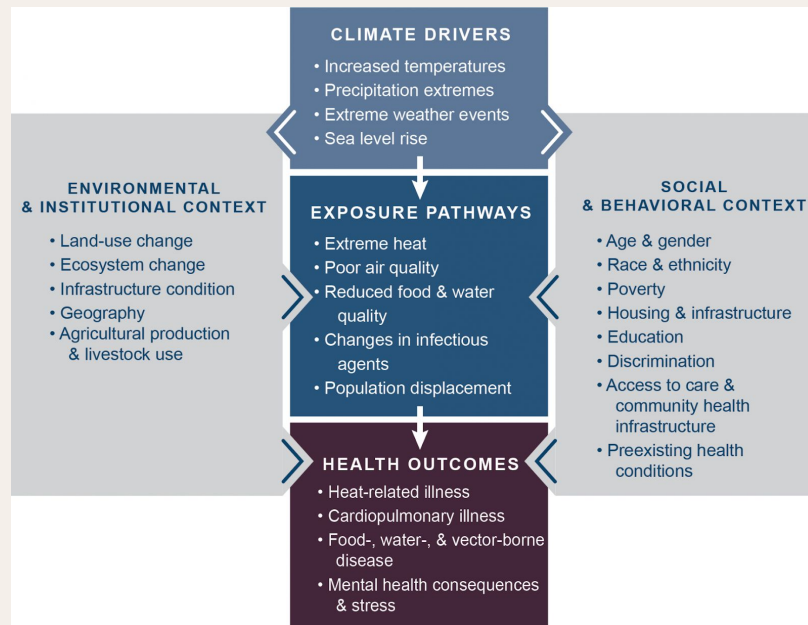 CLIMATE DRIVERS
• Increased temperatures
• Precipitation extremes
• Extreme weather events
• Sea level rise
ENVIRONMENTAL
& INSTITUTIONAL CONTEXT
• Land-use change
• Ecosystem change
• Infrastructure condition
• Geography
• Agricultural production
& livestock use
EXPOSURE PATHWAYS
• Extreme heat
• Poor air quality
• Reduced food & water
quality
• Changes in infectious
agents
• Population displacement
SOCIAL
& BEHAVIORAL CONTEXT
• Age & gender
• Race & ethnicity
• Poverty
• Housing & infrastructure
• Education
• Discrimination
• Access to care &
community health
infrastructure
• Preexisting health
conditions
HEALTH OUTCOMES
• Heat-related illness
• Cardiopulmonary illness
• Food-, water-, & vector-borne
disease
• Mental health consequences
& stress